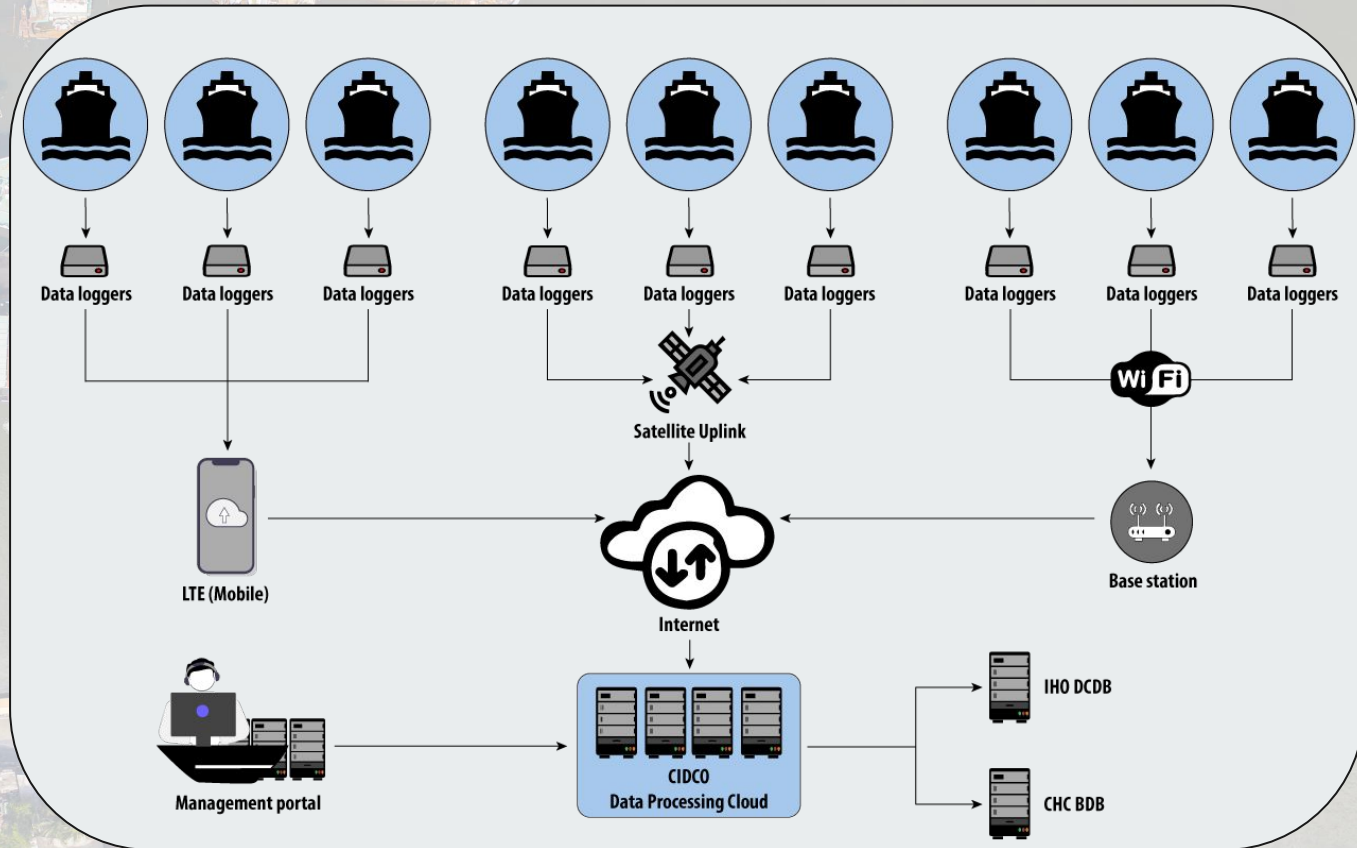 Data loggers
Data loggers
Data loggers
Data loggers
Data loggers
Data loggers
Data loggers
Data loggers
Data loggers
Wi Fi
Satellite Uplink
LTE (Mobile)
Base station
Internet
IHO DCDB
CIDCO
Data Processing Cloud
Management portal
CHC BDB